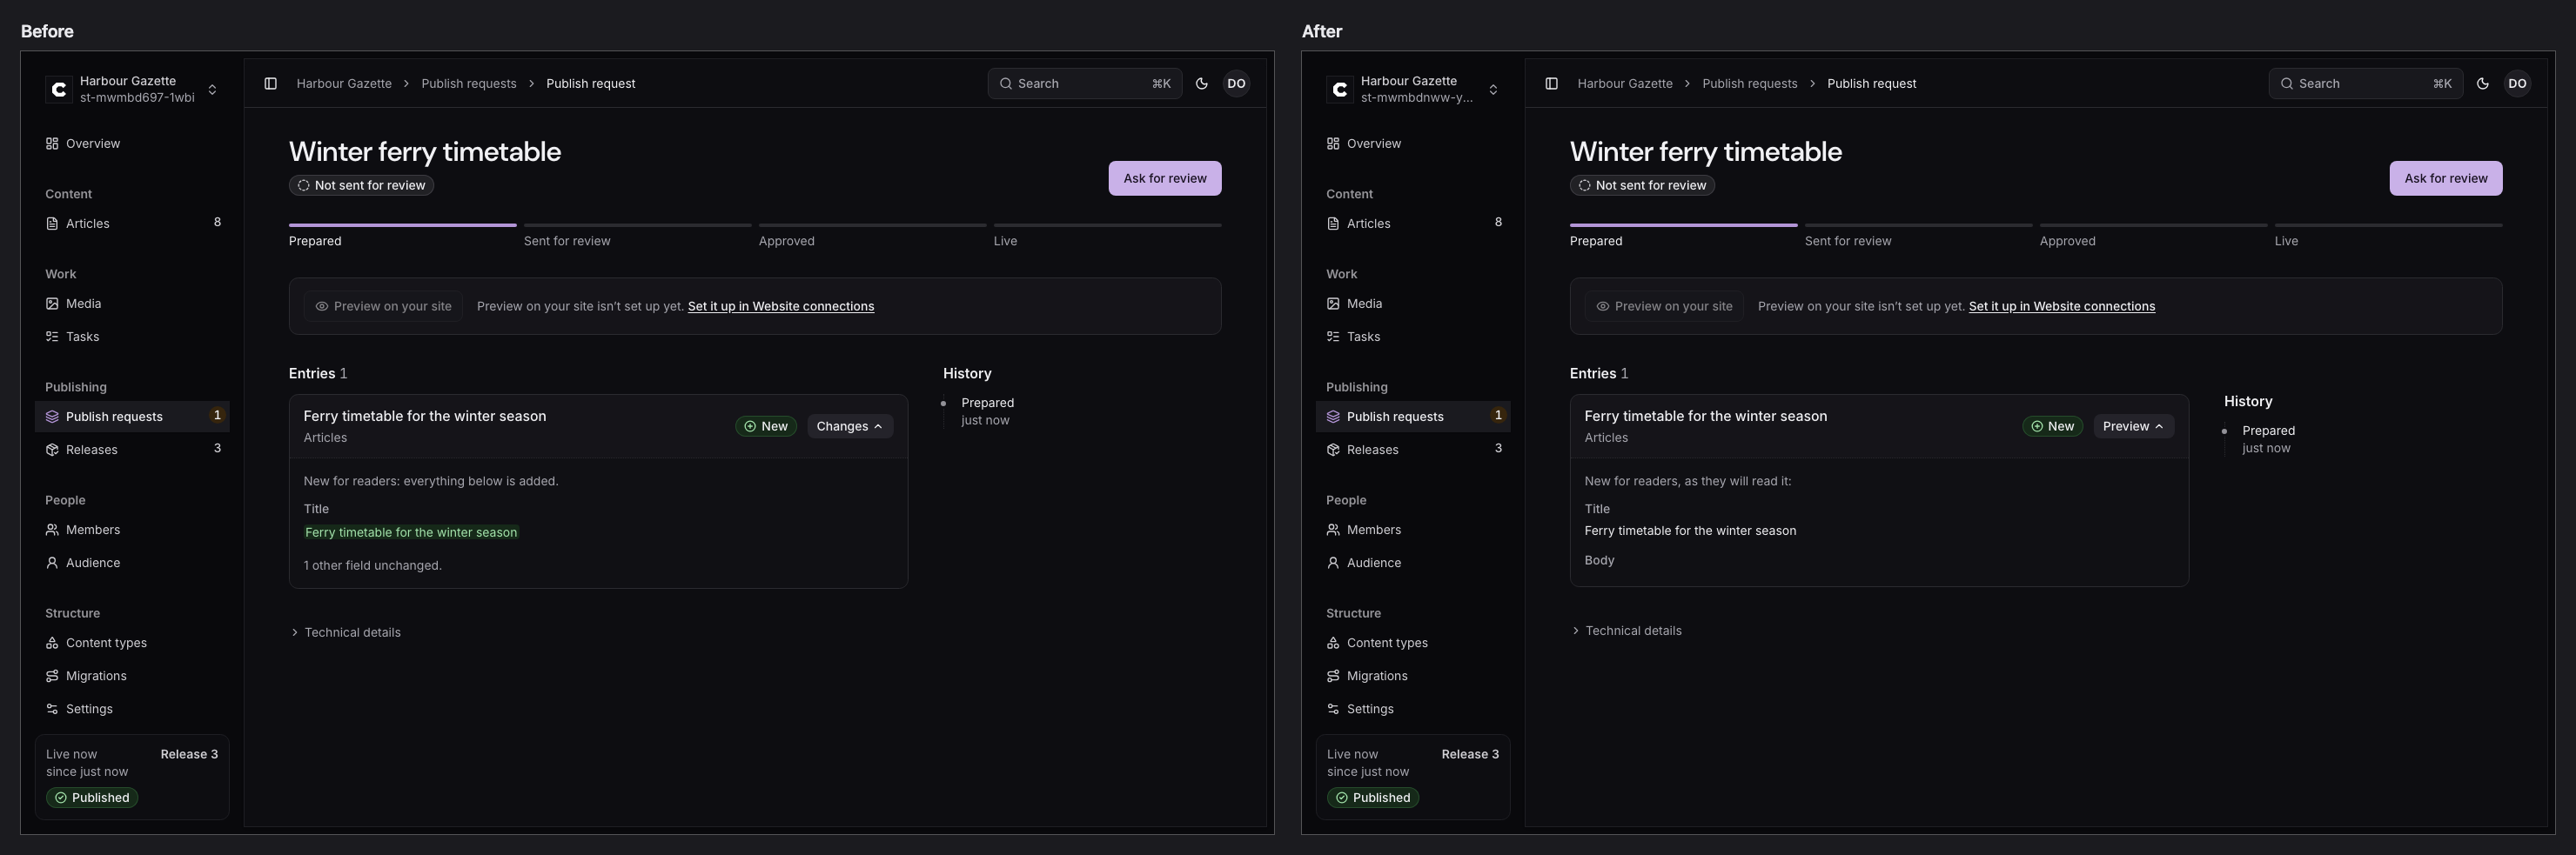 Before
Harbour Gazette
st-mwmbd697-1wbi
Overview
Content
Articles 8
Work
Media
Tasks
Publishing
Publish requests 1
Releases 3
People
Members
Audience
Structure
Content types
Migrations
Settings
Live now Release 3
since just now
Published
Harbour Gazette > Publish requests > Publish request
Search ⌘K
DO
Winter ferry timetable
Not sent for review
Ask for review
Prepared Sent for review Approved Live
Preview on your site Preview on your site isn’t set up yet. Set it up in Website connections
Entries 1
Ferry timetable for the winter season
Articles
New Changes
New for readers: everything below is added.
Title
Ferry timetable for the winter season
1 other field unchanged.
Technical details
History
Prepared
just now
After
Harbour Gazette
st-mwmbdnww-y...
Overview
Content
Articles 8
Work
Media
Tasks
Publishing
Publish requests 1
Releases 3
People
Members
Audience
Structure
Content types
Migrations
Settings
Live now Release 3
since just now
Published
Harbour Gazette > Publish requests > Publish request
Search ⌘K
DO
Winter ferry timetable
Not sent for review
Ask for review
Prepared Sent for review Approved Live
Preview on your site Preview on your site isn’t set up yet. Set it up in Website connections
Entries 1
Ferry timetable for the winter season
Articles
New Preview
New for readers, as they will read it:
Title
Ferry timetable for the winter season
Body
Technical details
History
Prepared
just now